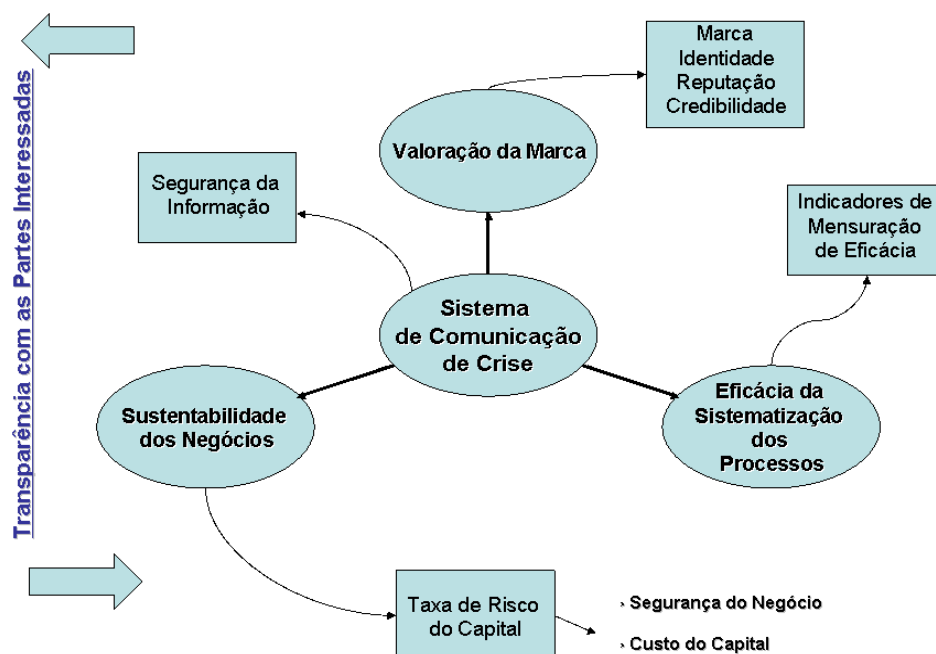 Transparência com as Partes Interessadas
Marca
Identidade
Reputação
Credibilidade
Valoração da Marca
Segurança da
Informação
Indicadores de
Mensuração
de Eficácia
Sistema
de Comunicação
de Crise
Sustentabilidade
dos Negócios
Eficácia da
Sistematização
dos
Processos
Taxa de Risco
do Capital
› Segurança do Negócio
› Custo do Capital